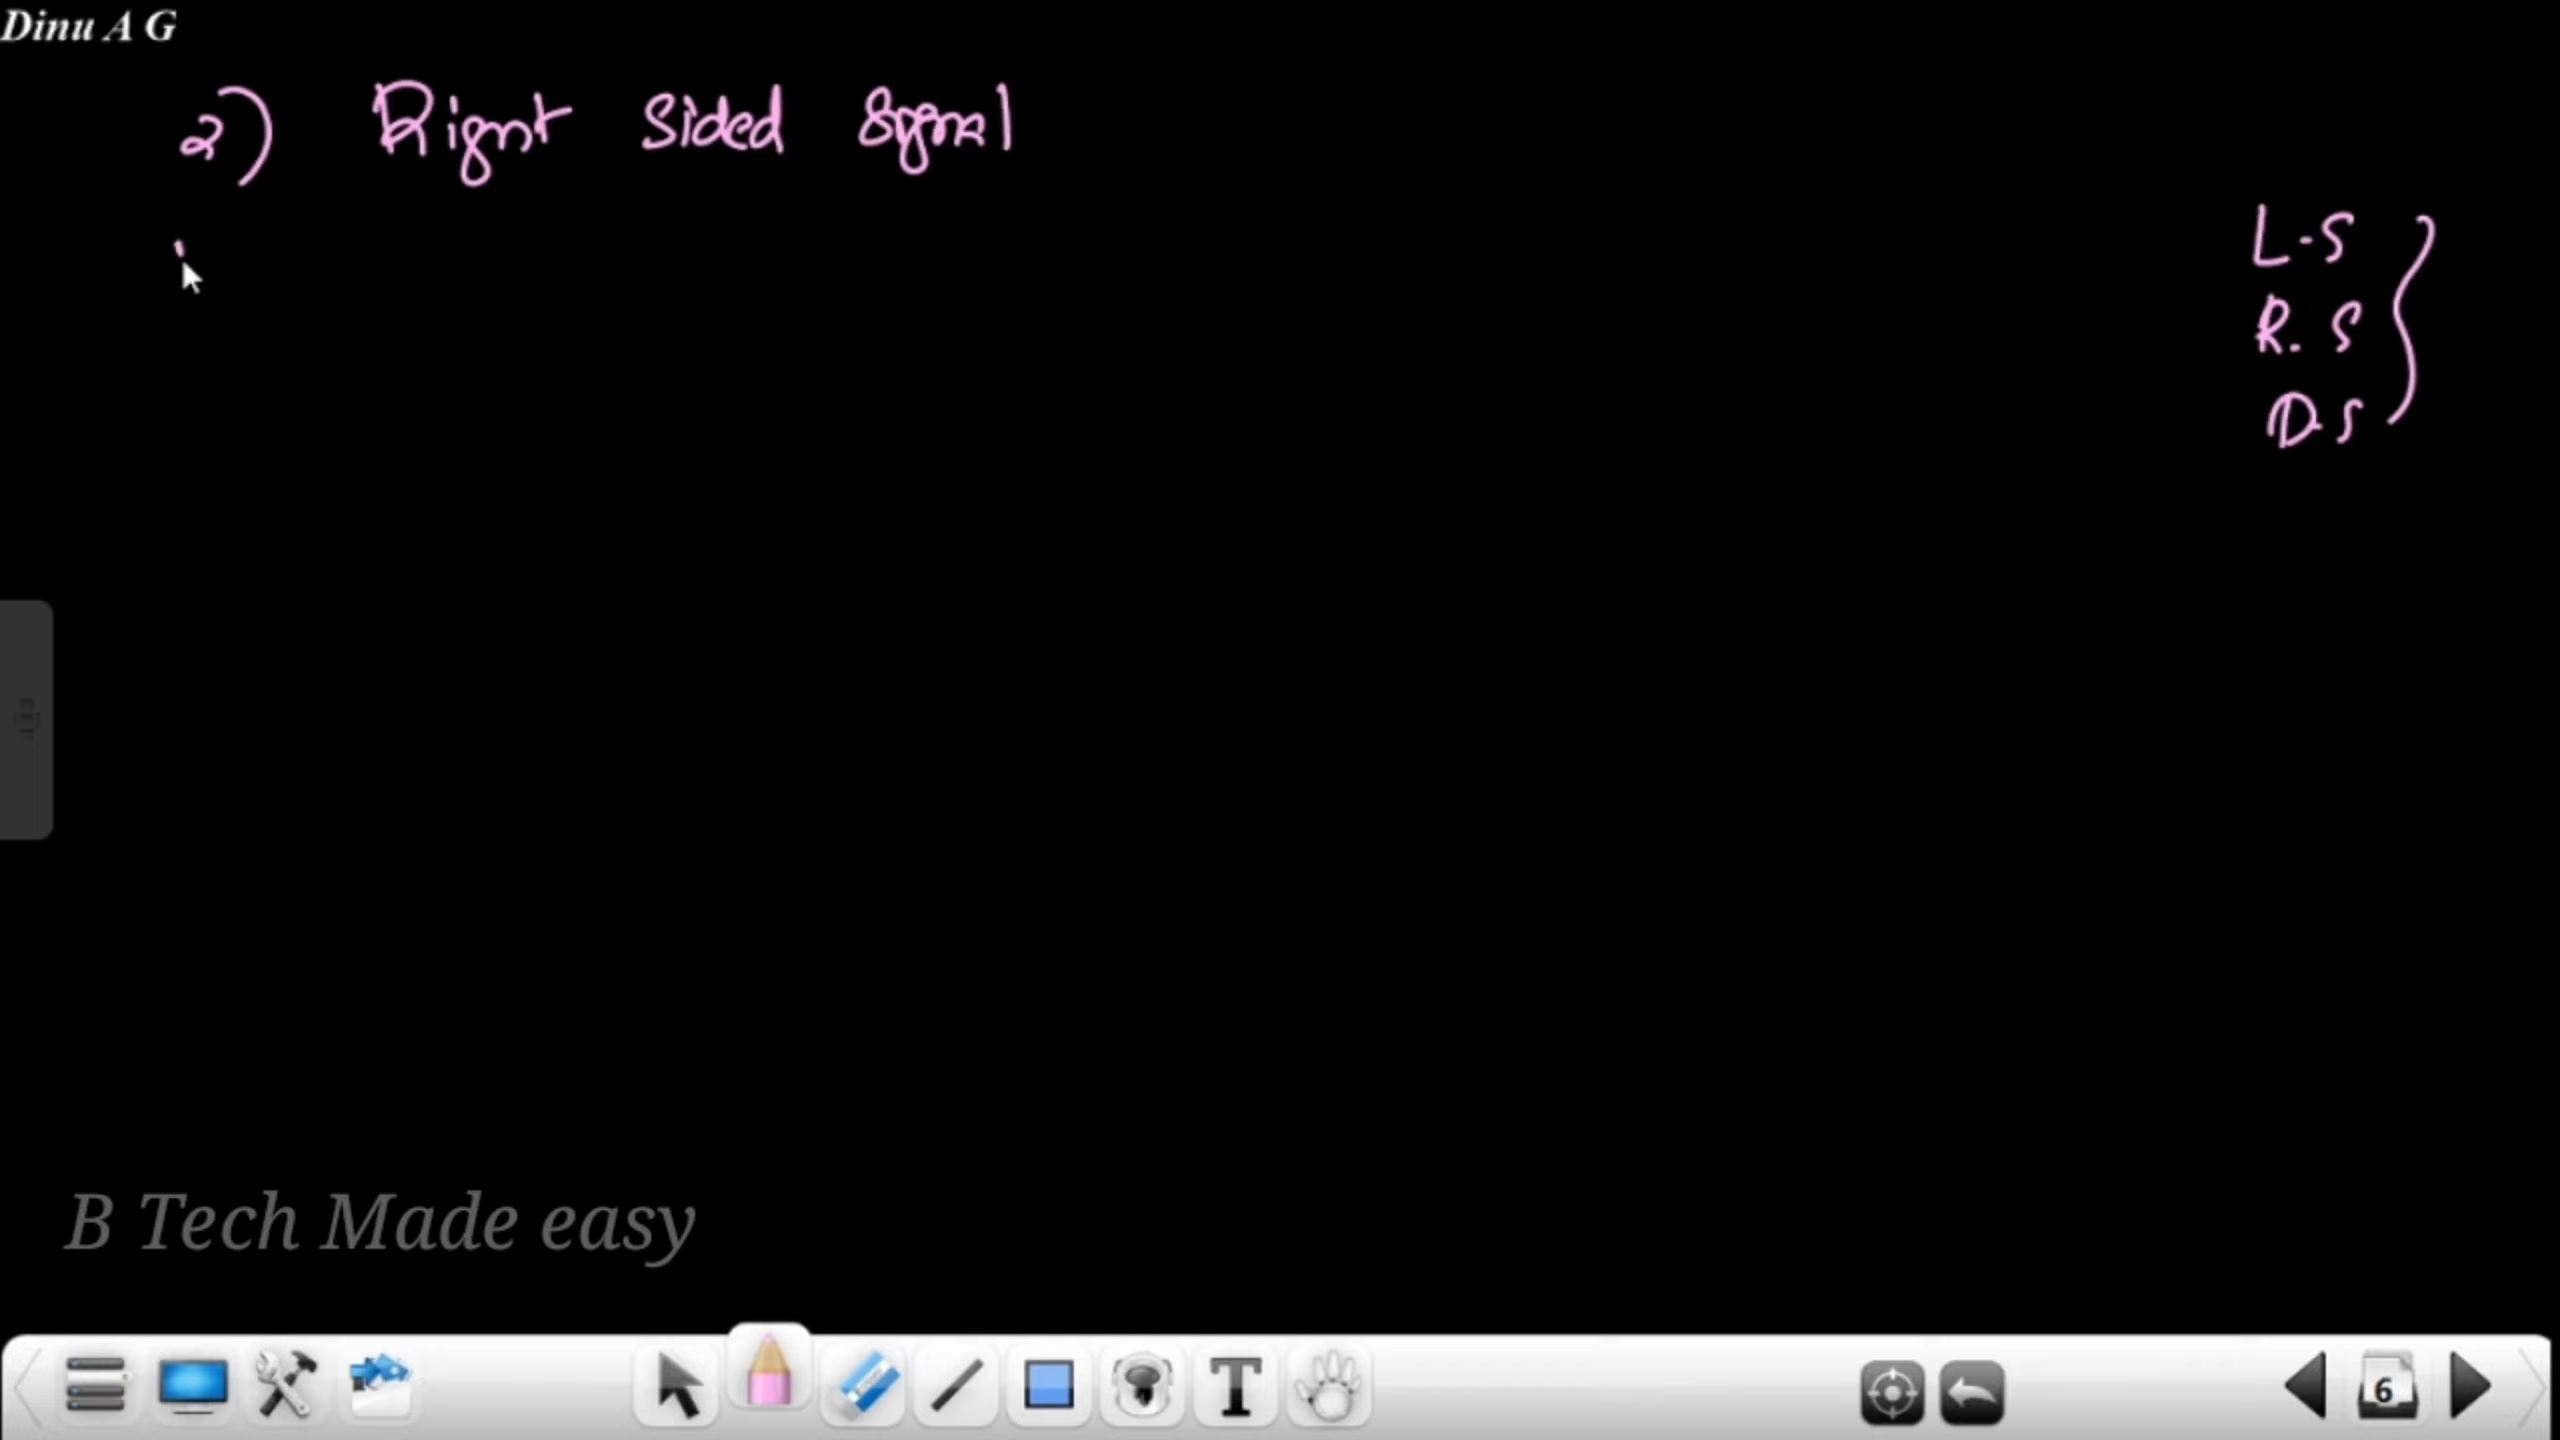 Dinu A G
2) Right Sided Signal
L-S
R. S
D. S
B Tech Made easy
6